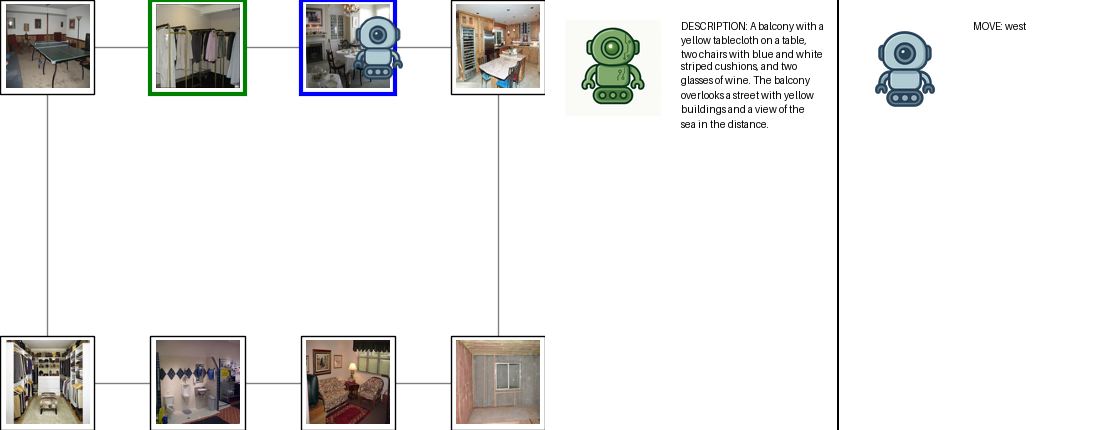 DESCRIPTION: A balcony with a
yellow tablecloth on a table,
two chairs with blue and white
striped cushions, and two
glasses of wine. The balcony
overlooks a street with yellow
buildings and a view of the
sea in the distance.
MOVE: west